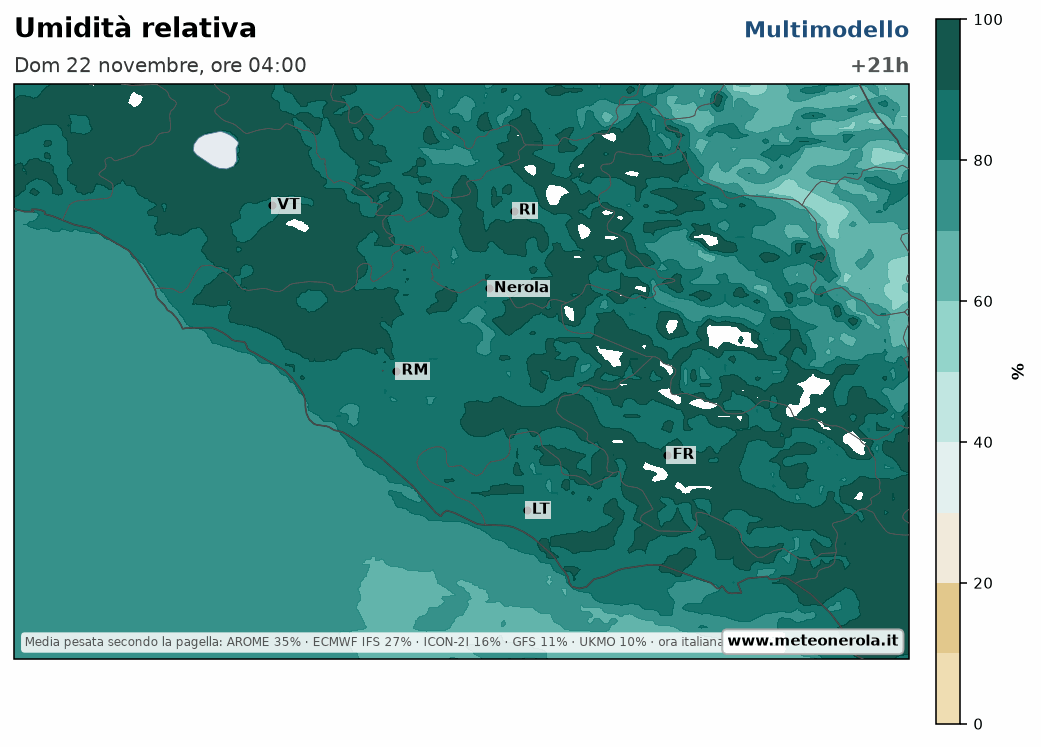 Umidità relativa
Multimodello
Dom 22 novembre, ore 04:00
+21h
100
80
60
40
20
0
%
VT
RI
Nerola
RM
FR
LT
Media pesata secondo la pagella: AROME 35% · ECMWF IFS 27% · ICON-2I 16% · GFS 11% · UKMO 10% · ora italiana
www.meteonerola.it